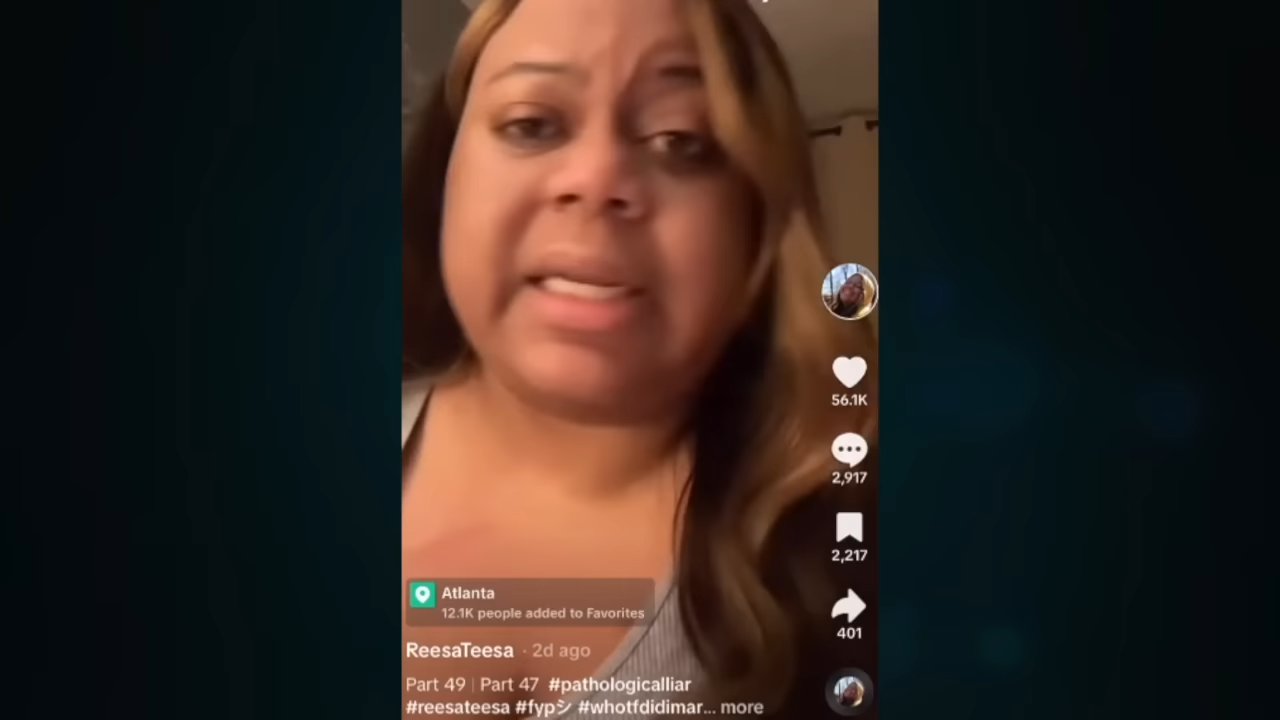 56.1K
2,917
2,217
Atlanta
12.1K people added to Favorites
401
ReesaTeesa · 2d ago
Part 49 | Part 47 #pathologicalliar
#reesateesa #fypシ #whotfdidimar... more